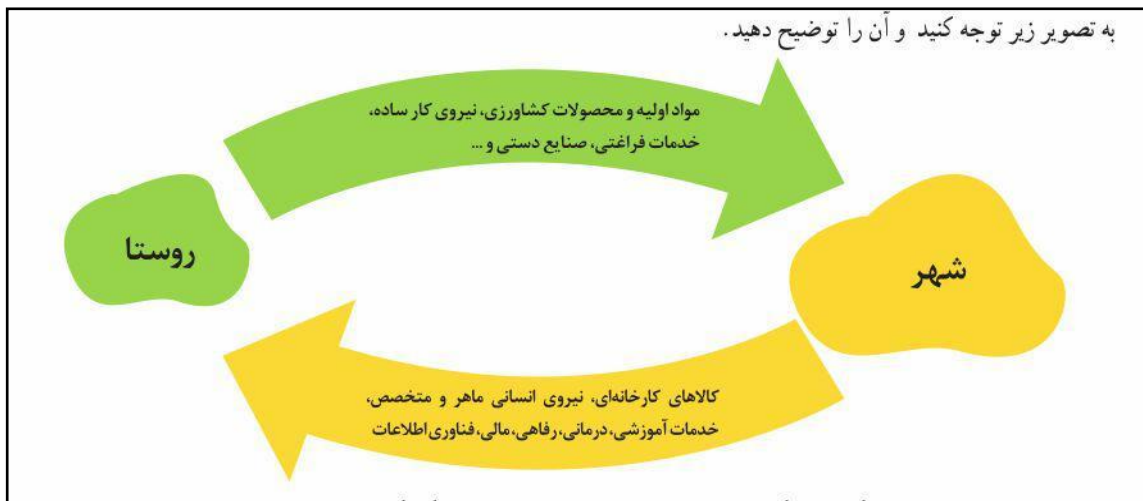 به تصویر زیر توجه کنید و آن را توضیح دهید.
مواد اولیه و محصولات کشاورزی، نیروی کار ساده،
خدمات فراغتی، صنایع دستی و ...
روستا
شهر
کالاهای کارخانه‌ای، نیروی انسانی ماهر و متخصص،
خدمات آموزشی، درمانی، رفاهی، مالی، فناوری اطلاعات